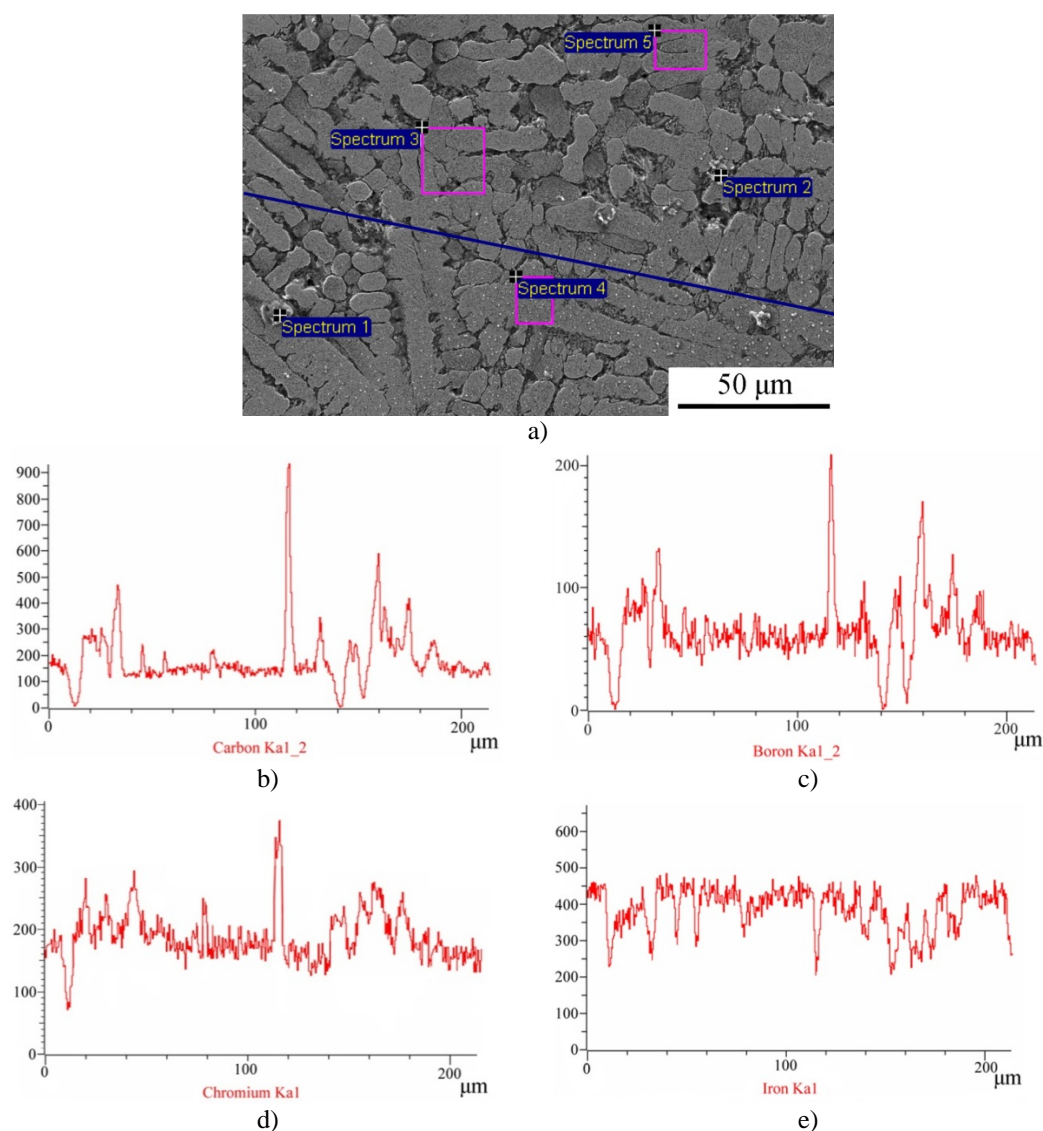 Spectrum 5
Spectrum 3
Spectrum 2
Spectrum 4
Spectrum 1
50 μm
a)
900
800
700
600
500
400
300
200
100
0
0 100 200
μm
Carbon Ka1_2
b)
200
100
0
0 100 200
μm
Boron Ka1_2
c)
400
300
200
100
0
0 100 200
μm
Chromium Ka1
d)
600
500
400
300
200
100
0
0 100 200
μm
Iron Ka1
e)